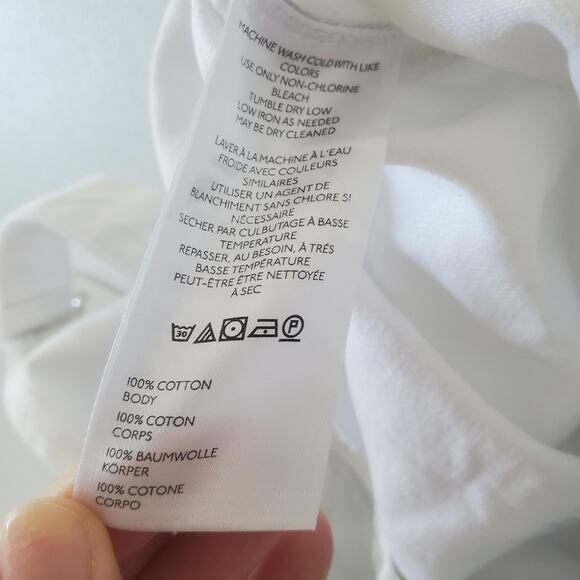 MACHINE WASH COLD WITH LIKE
COLORS
USE ONLY NON-CHLORINE
BLEACH
TUMBLE DRY LOW
LOW IRON AS NEEDED
MAY BE DRY CLEANED
LAVER À LA MACHINE À L'EAU
FROIDE AVEC COULEURS
SIMILAIRES
UTILISER UN AGENT DE
BLANCHIMENT SANS CHLORE SI
NÉCESSAIRE
SECHER PAR CULBUTAGE À BASSE
TEMPERATURE
REPASSER, AU BESOIN, À TRÉS
BASSE TEMPÉRATURE
PEUT-ÊTRE ÊTRE NETTOYÉE
À SEC
30 P
100% COTTON
BODY
100% COTON
CORPS
100% BAUMWOLLE
KÖRPER
100% COTONE
CORPO